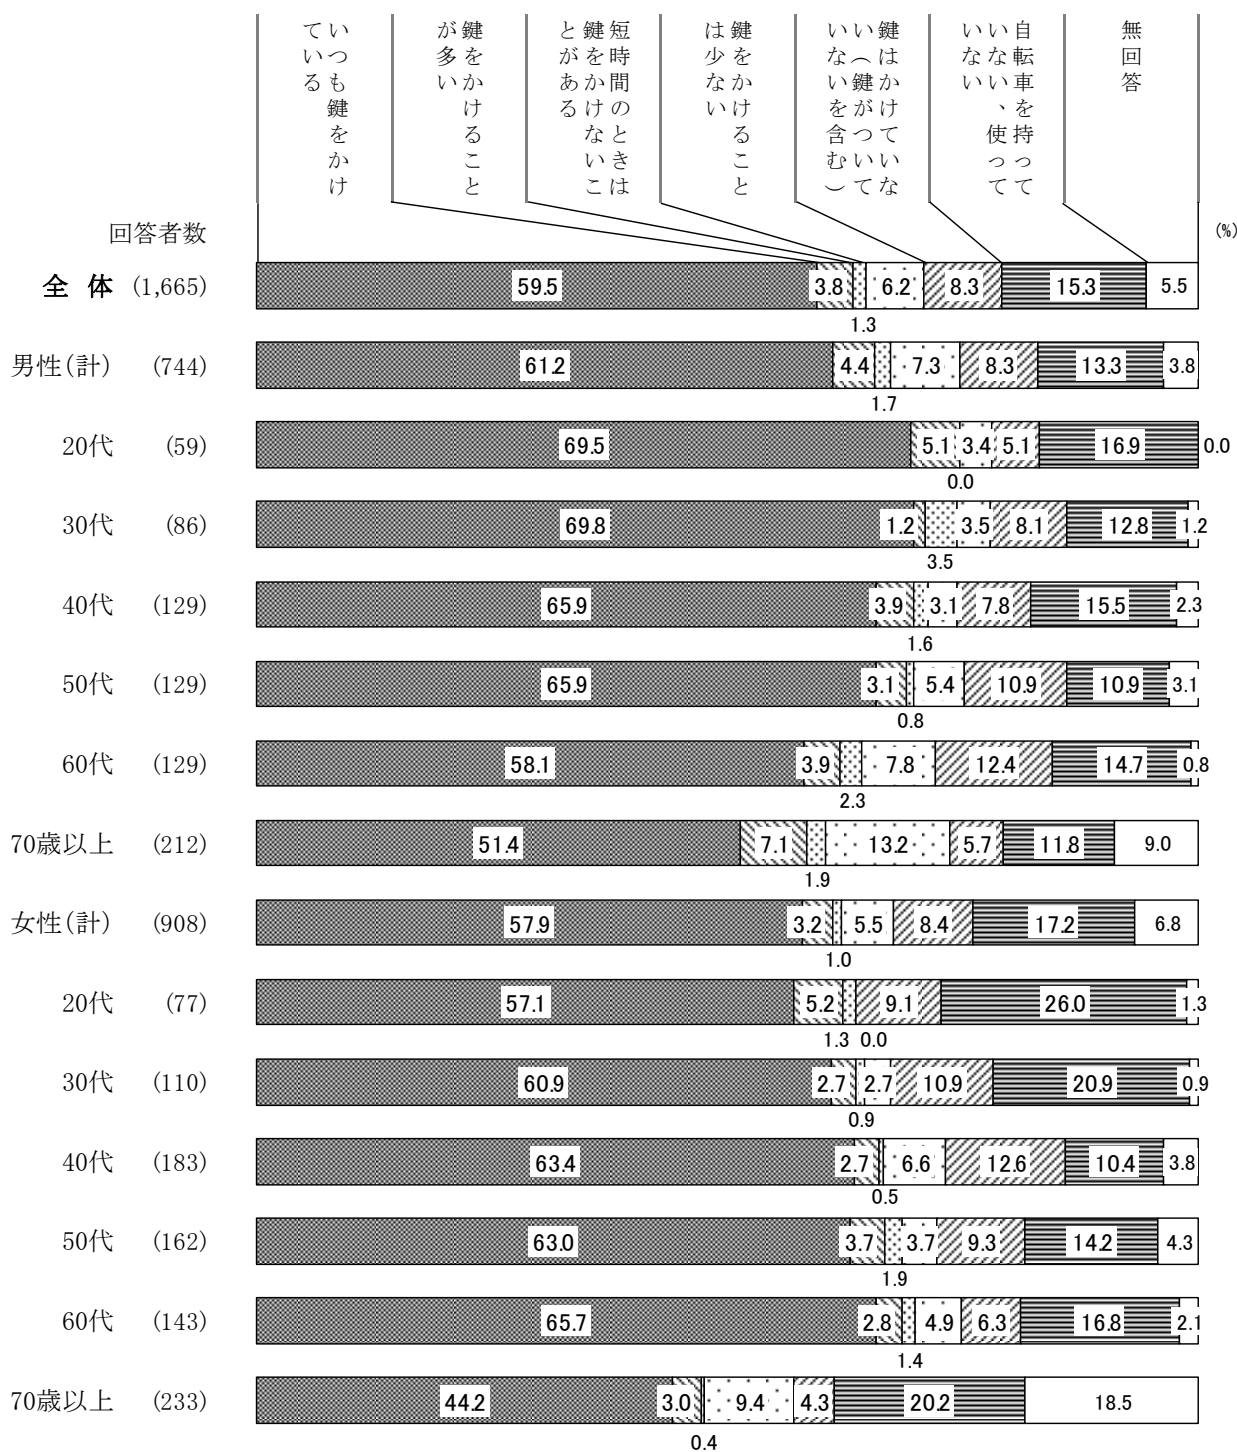 いつも鍵をかけ
ている
鍵をかけること
が多い
短時間のときは
鍵をかけないこ
とがある
鍵をかけること
は少ない
鍵はかけていな
い（鍵がついて
いないを含む）
自転車を持って
いない、使って
いない
無回答
回答者数
(%)
全 体 (1,665) 59.5 3.8 6.2 8.3 15.3 5.5
1.3
男性(計) (744) 61.2 4.4 7.3 8.3 13.3 3.8
1.7
20代 (59) 69.5 5.1 3.4 5.1 16.9 0.0
0.0
30代 (86) 69.8 1.2 3.5 8.1 12.8 1.2
3.5
40代 (129) 65.9 3.9 3.1 7.8 15.5 2.3
1.6
50代 (129) 65.9 3.1 5.4 10.9 10.9 3.1
0.8
60代 (129) 58.1 3.9 7.8 12.4 14.7 0.8
2.3
70歳以上 (212) 51.4 7.1 13.2 5.7 11.8 9.0
1.9
女性(計) (908) 57.9 3.2 5.5 8.4 17.2 6.8
1.0
20代 (77) 57.1 5.2 9.1 26.0 1.3
1.3 0.0
30代 (110) 60.9 2.7 2.7 10.9 20.9 0.9
0.9
40代 (183) 63.4 2.7 6.6 12.6 10.4 3.8
0.5
50代 (162) 63.0 3.7 3.7 9.3 14.2 4.3
1.9
60代 (143) 65.7 2.8 4.9 6.3 16.8 2.1
1.4
70歳以上 (233) 44.2 3.0 9.4 4.3 20.2 18.5
0.4